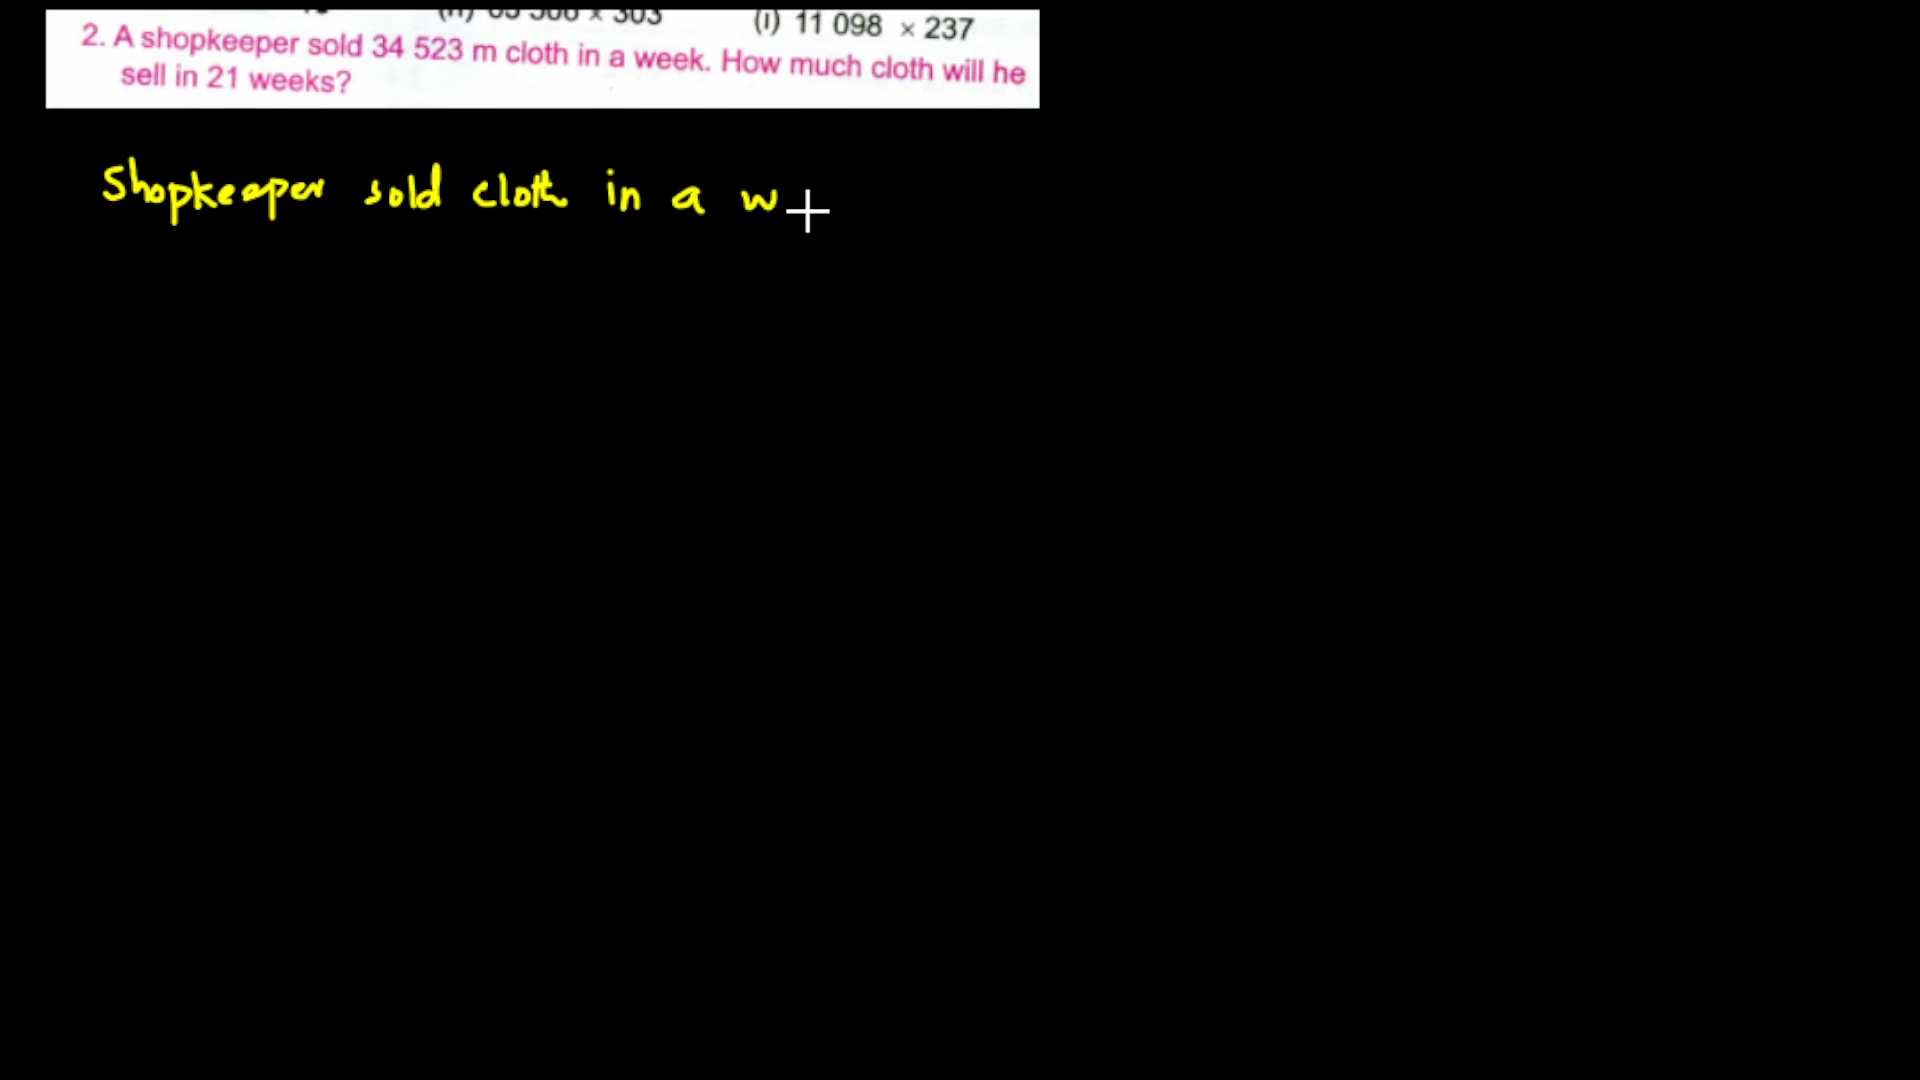 (i) 11 098 × 237
2. A shopkeeper sold 34 523 m cloth in a week. How much cloth will he
sell in 21 weeks?
Shopkeeper sold cloth in a w